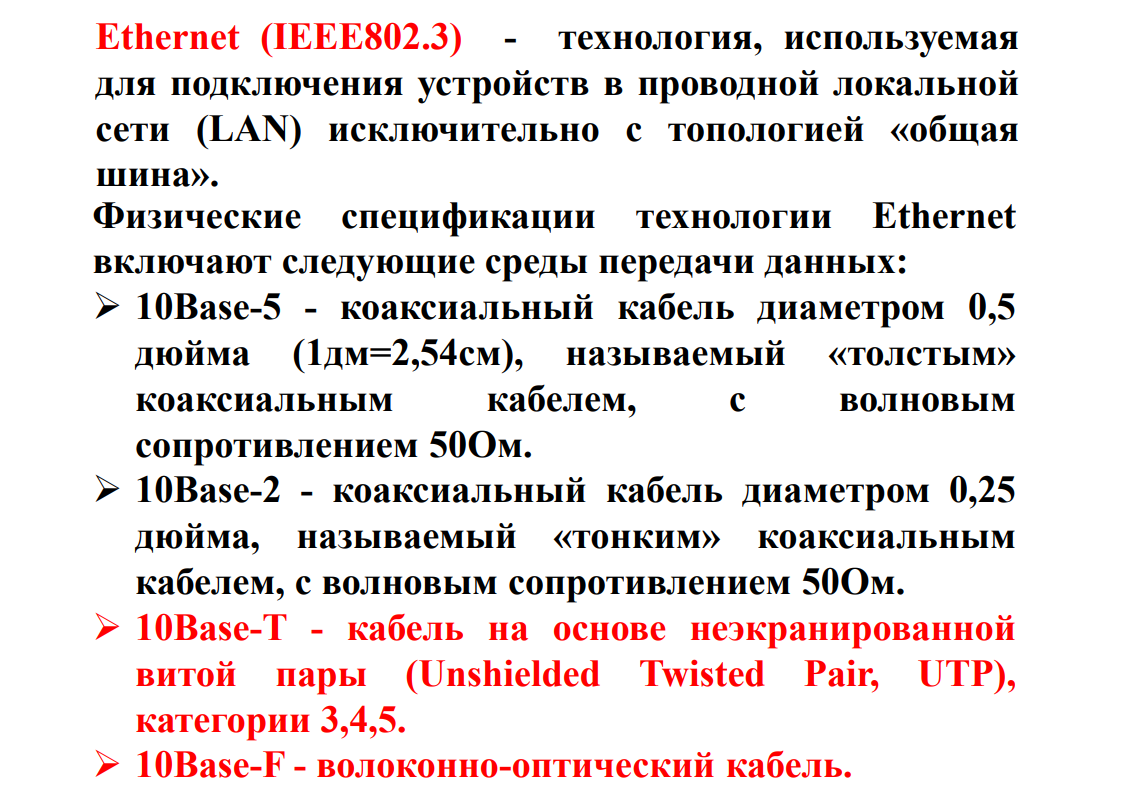 Ethernet (IEEE802.3) - технология, используемая
для подключения устройств в проводной локальной
сети (LAN) исключительно с топологией «общая
шина».
Физические спецификации технологии Ethernet
включают следующие среды передачи данных:
➢ 10Base-5 - коаксиальный кабель диаметром 0,5
дюйма (1дм=2,54см), называемый «толстым»
коаксиальным кабелем, с волновым
сопротивлением 50Ом.
➢ 10Base-2 - коаксиальный кабель диаметром 0,25
дюйма, называемый «тонким» коаксиальным
кабелем, с волновым сопротивлением 50Ом.
➢ 10Base-T - кабель на основе неэкранированной
витой пары (Unshielded Twisted Pair, UTP),
категории 3,4,5.
➢ 10Base-F - волоконно-оптический кабель.